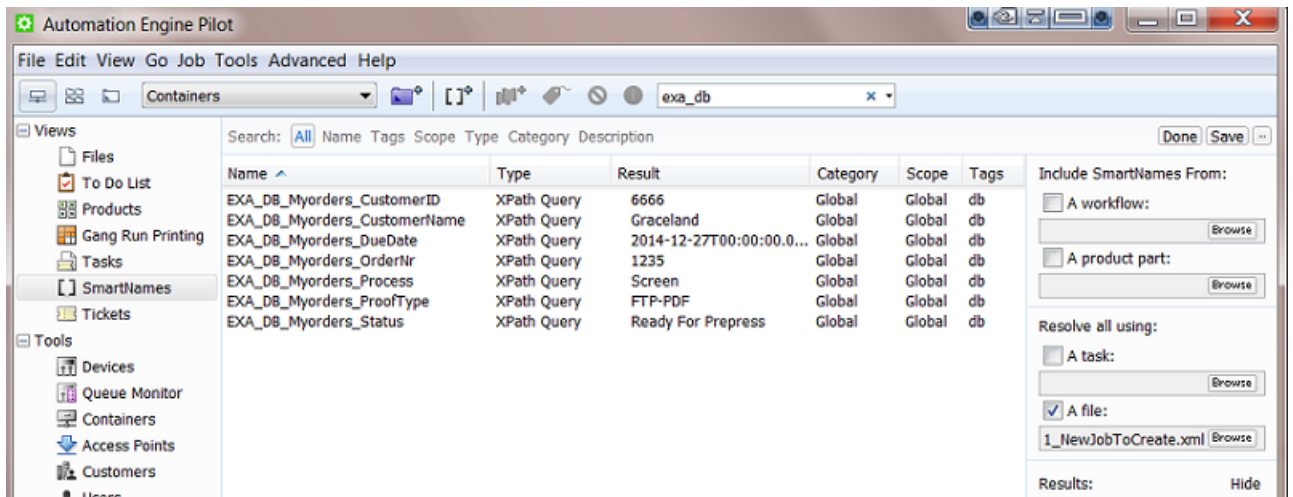 Automation Engine Pilot
File Edit View Go Job Tools Advanced Help
Containers exa_db
Views
Files
To Do List
Products
Gang Run Printing
Tasks
SmartNames
Tickets
Tools
Devices
Queue Monitor
Containers
Access Points
Customers
Users
Search: All Name Tags Scope Type Category Description Done Save
Name Type Result Category Scope Tags
EXA_DB_Myorders_CustomerID XPath Query 6666 Global Global db
EXA_DB_Myorders_CustomerName XPath Query Graceland Global Global db
EXA_DB_Myorders_DueDate XPath Query 2014-12-27T00:00:00.0... Global Global db
EXA_DB_Myorders_OrderNr XPath Query 1235 Global Global db
EXA_DB_Myorders_Process XPath Query Screen Global Global db
EXA_DB_Myorders_ProofType XPath Query FTP-PDF Global Global db
EXA_DB_Myorders_Status XPath Query Ready For Prepress Global Global db
Include SmartNames From:
A workflow:
Browse
A product part:
Browse
Resolve all using:
A task:
Browse
A file:
1_NewJobToCreate.xml Browse
Results: Hide